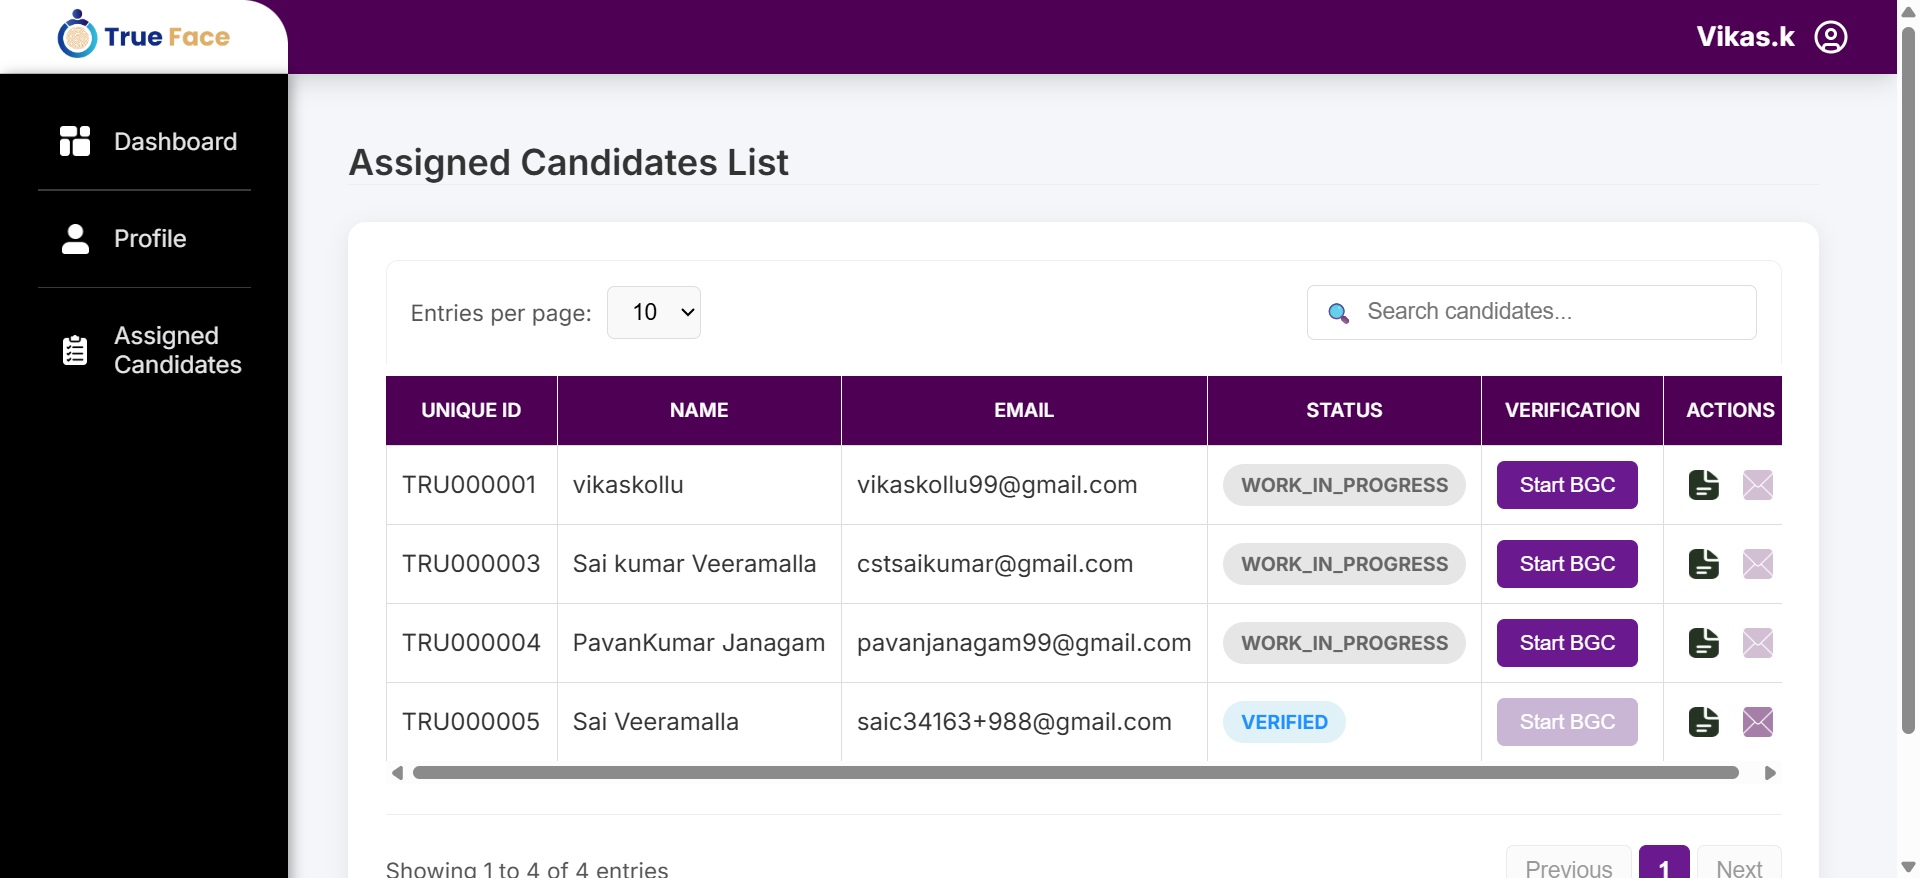 True Face
Vikas.k
Dashboard
Profile
Assigned
Candidates
Assigned Candidates List
Entries per page: 10
Search candidates...
UNIQUE ID NAME EMAIL STATUS VERIFICATION ACTIONS
TRU000001 vikaskollu vikaskollu99@gmail.com WORK_IN_PROGRESS Start BGC
TRU000003 Sai kumar Veeramalla cstsaikumar@gmail.com WORK_IN_PROGRESS Start BGC
TRU000004 PavanKumar Janagam pavanjanagam99@gmail.com WORK_IN_PROGRESS Start BGC
TRU000005 Sai Veeramalla saic34163+988@gmail.com VERIFIED Start BGC
Showing 1 to 4 of 4 entries
Previous 1 Next